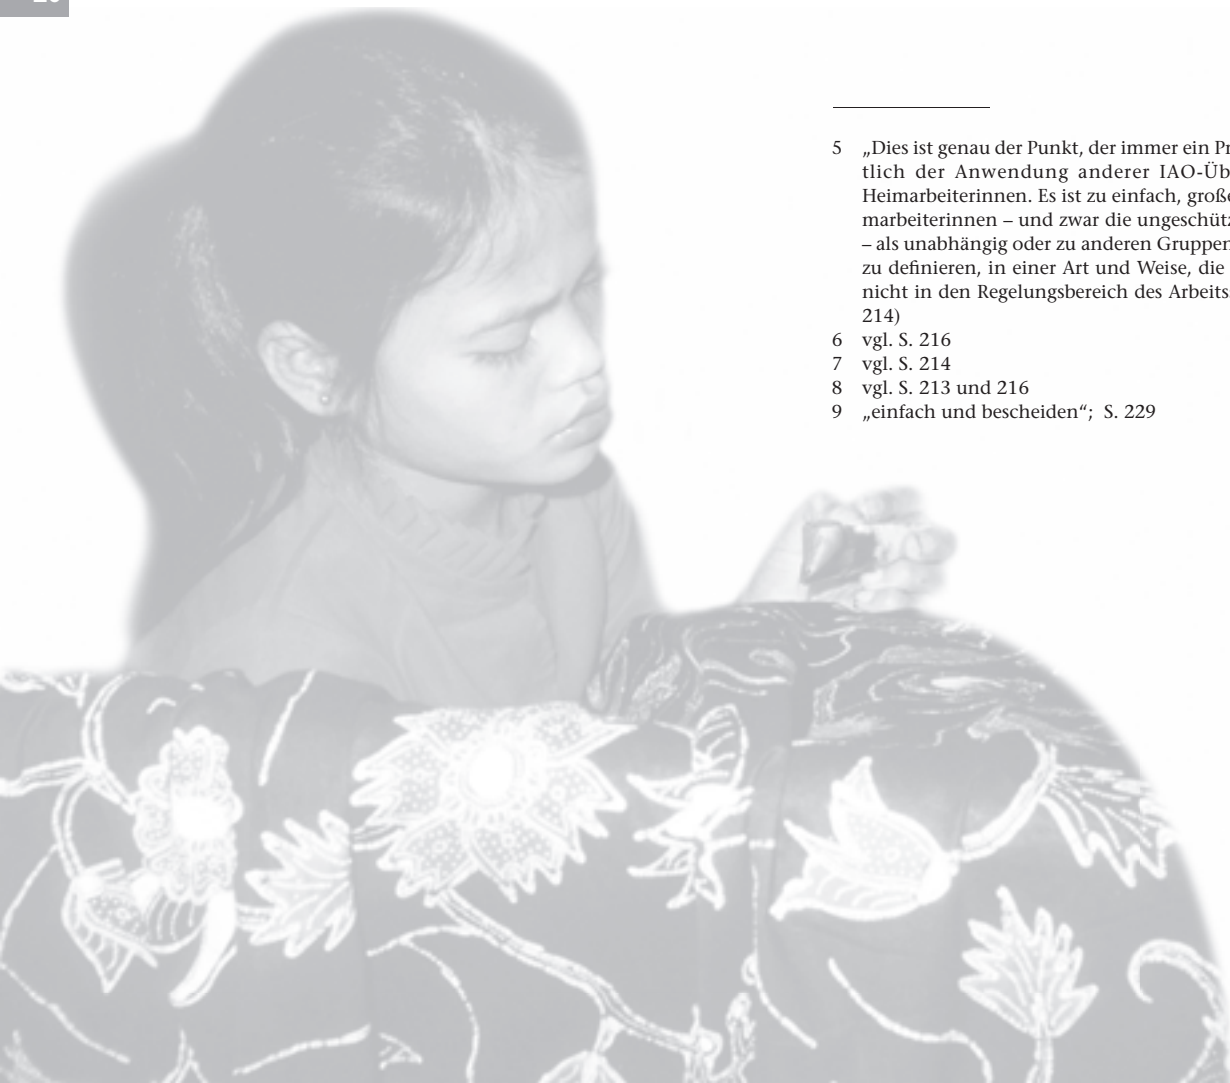 5 „Dies ist genau der Punkt, der immer ein
tlich der Anwendung anderer
Heimarbeiterinnen. Es ist zu einfach,
marbeiterinnen – und zwar die
– als unabhängig oder zu anderen Gruppen
zu definieren, in einer Art und Weise, die
nicht in den Regelungsbereich des
214)
6 vgl. S. 216
7 vgl. S. 214
8 vgl. S. 213 und 216
9 „einfach und bescheiden“; S. 229